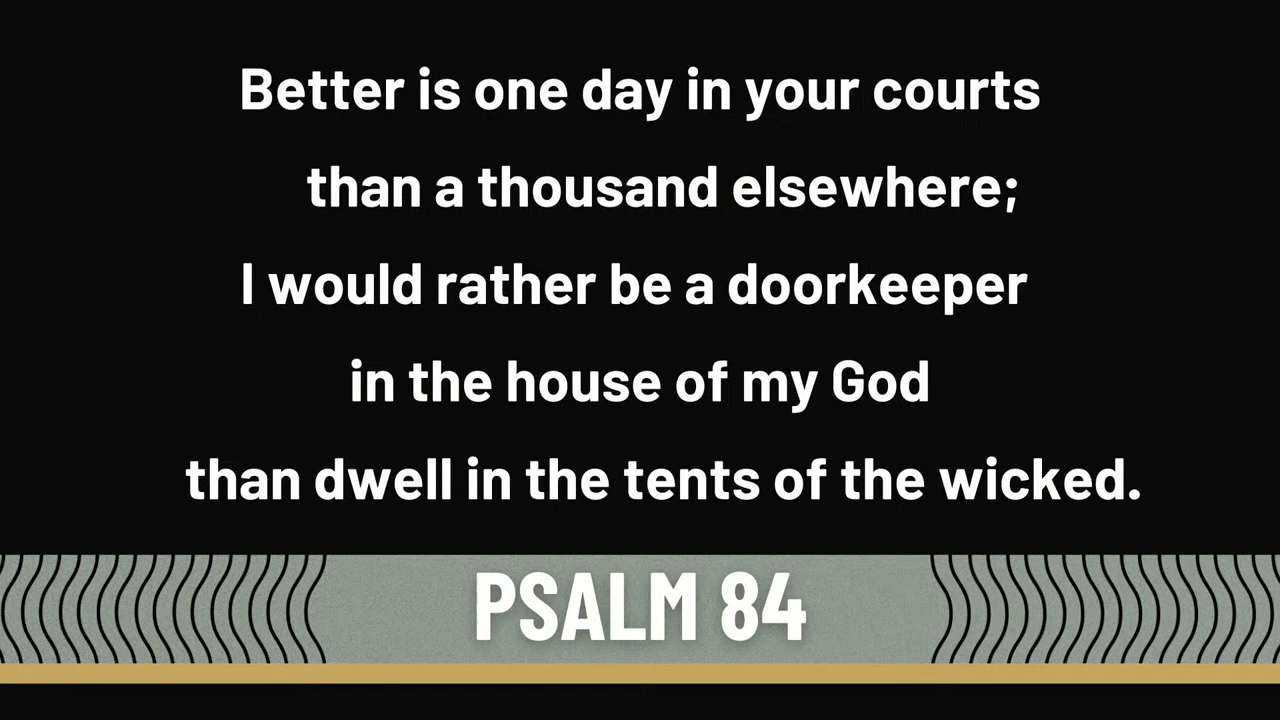 Better is one day in your courts
than a thousand elsewhere;
I would rather be a doorkeeper
in the house of my God
than dwell in the tents of the wicked.
PSALM 84